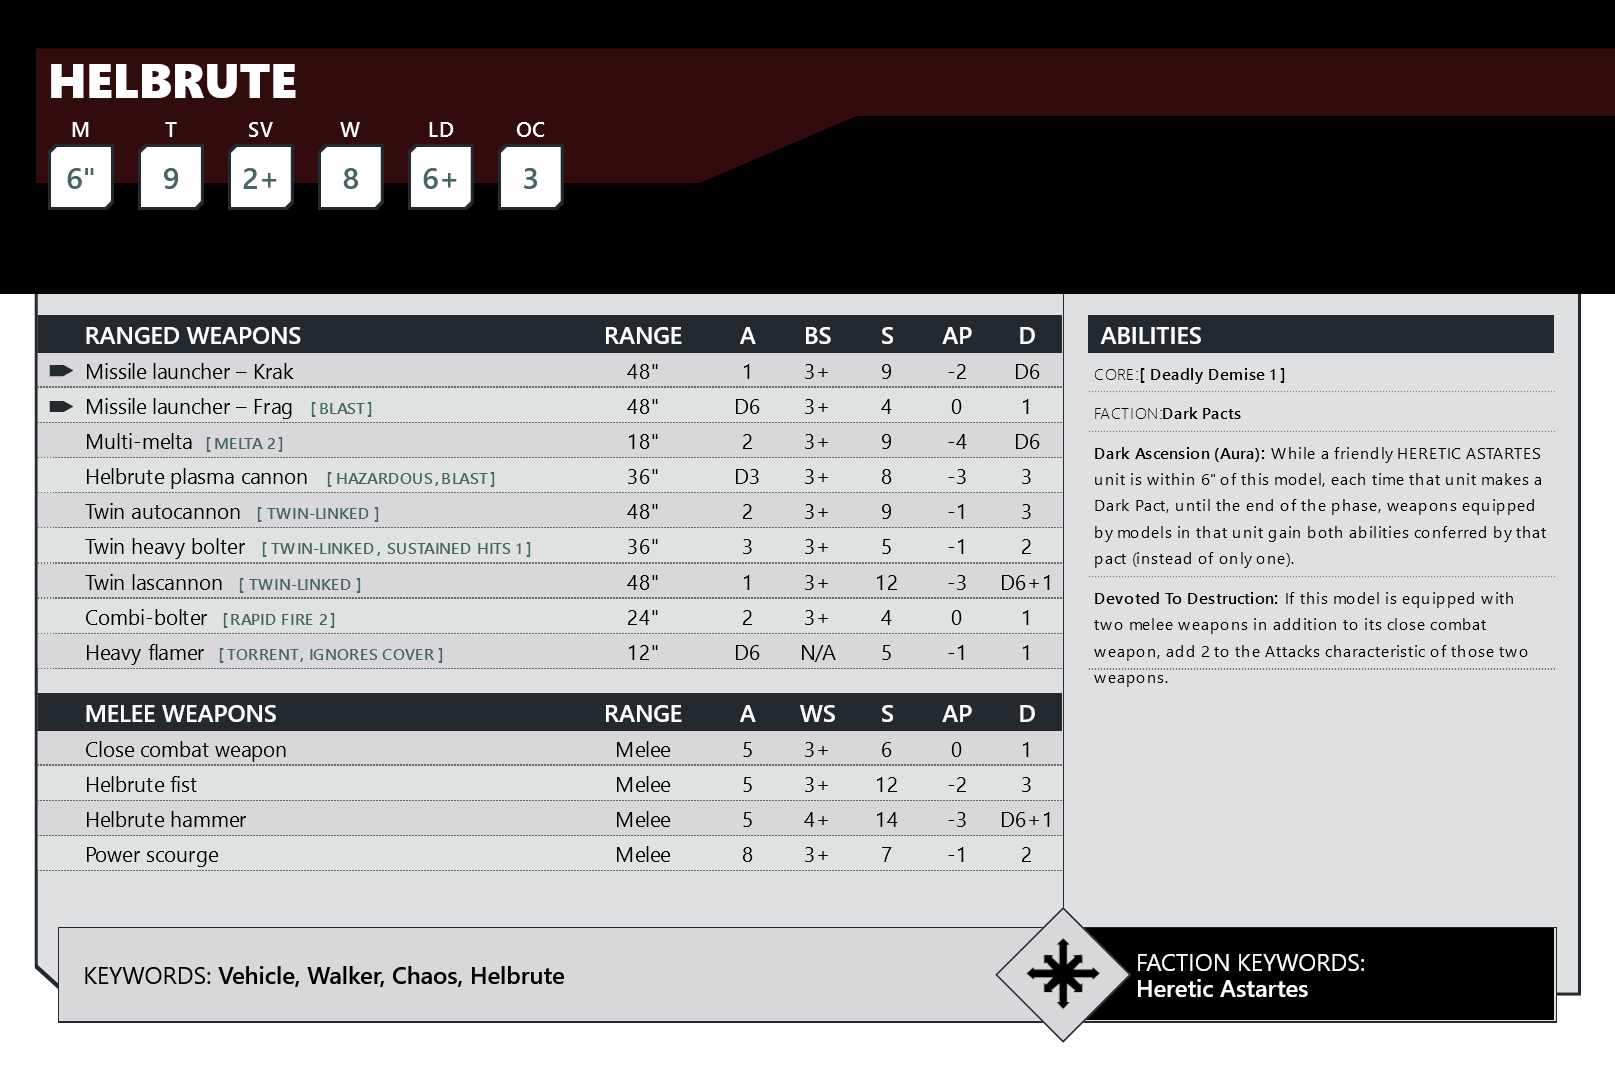 HELBRUTE
M T SV W LD OC
6" 9 2+ 8 6+ 3
RANGED WEAPONS RANGE A BS S AP D
Missile launcher – Krak 48" 1 3+ 9 -2 D6
Missile launcher – Frag [BLAST] 48" D6 3+ 4 0 1
Multi-melta [MELTA 2] 18" 2 3+ 9 -4 D6
Helbrute plasma cannon [HAZARDOUS, BLAST] 36" D3 3+ 8 -3 3
Twin autocannon [TWIN-LINKED] 48" 2 3+ 9 -1 3
Twin heavy bolter [TWIN-LINKED, SUSTAINED HITS 1] 36" 3 3+ 5 -1 2
Twin lascannon [TWIN-LINKED] 48" 1 3+ 12 -3 D6+1
Combi-bolter [RAPID FIRE 2] 24" 2 3+ 4 0 1
Heavy flamer [TORRENT, IGNORES COVER] 12" D6 N/A 5 -1 1
MELEE WEAPONS RANGE A WS S AP D
Close combat weapon Melee 5 3+ 6 0 1
Helbrute fist Melee 5 3+ 12 -2 3
Helbrute hammer Melee 5 4+ 14 -3 D6+1
Power scourge Melee 8 3+ 7 -1 2
ABILITIES
CORE:[ Deadly Demise 1 ]
FACTION:Dark Pacts
Dark Ascension (Aura): While a friendly HERETIC ASTARTES
unit is within 6" of this model, each time that unit makes a
Dark Pact, until the end of the phase, weapons equipped
by models in that unit gain both abilities conferred by that
pact (instead of only one).
Devoted To Destruction: If this model is equipped with
two melee weapons in addition to its close combat
weapon, add 2 to the Attacks characteristic of those two
weapons.
KEYWORDS: Vehicle, Walker, Chaos, Helbrute
FACTION KEYWORDS:
Heretic Astartes